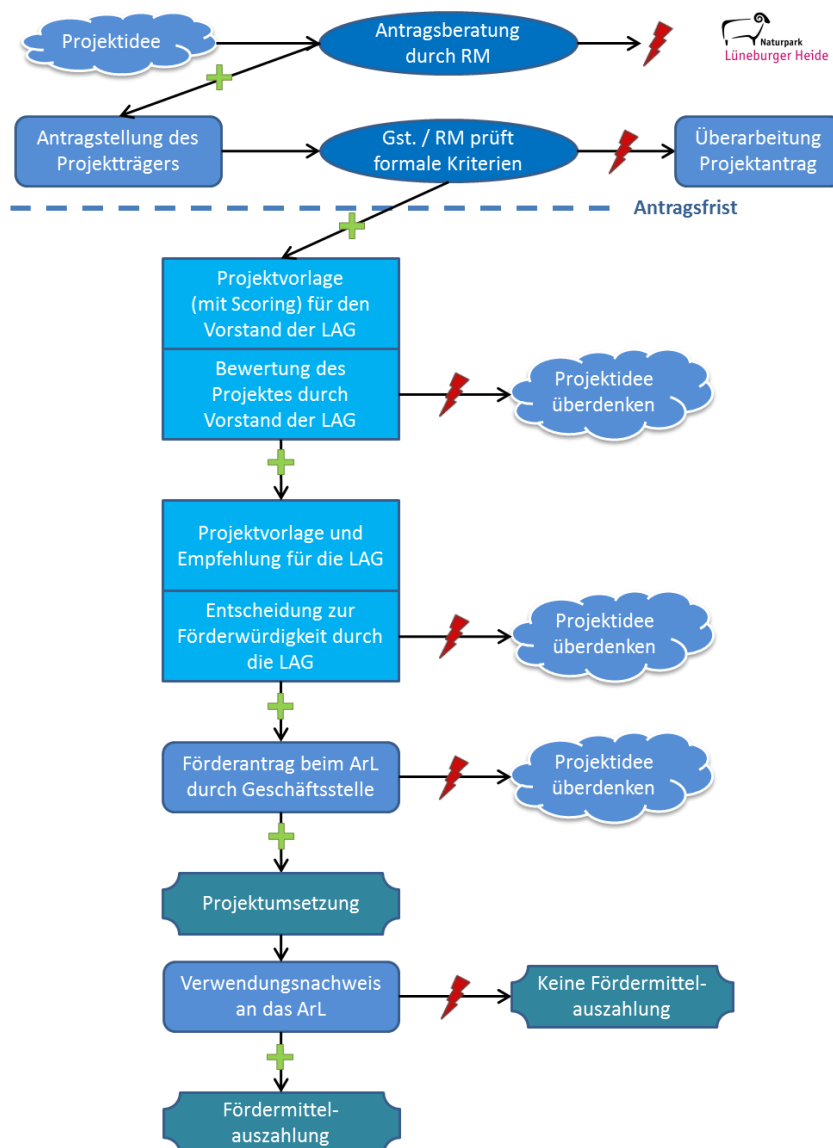 Projektidee
Antragsberatung
durch RM
Naturpark
Lüneburger Heide
Antragstellung des
Projektträgers
Gst. / RM prüft
formale Kriterien
Überarbeitung
Projektantrag
Antragsfrist
Projektvorlage
(mit Scoring) für den
Vorstand der LAG
Bewertung des
Projektes durch
Vorstand der LAG
Projektidee
überdenken
Projektvorlage und
Empfehlung für die LAG
Entscheidung zur
Förderwürdigkeit durch
die LAG
Projektidee
überdenken
Förderantrag beim ArL
durch Geschäftsstelle
Projektidee
überdenken
Projektumsetzung
Verwendungsnachweis
an das ArL
Keine Fördermittel-
auszahlung
Fördermittel-
auszahlung